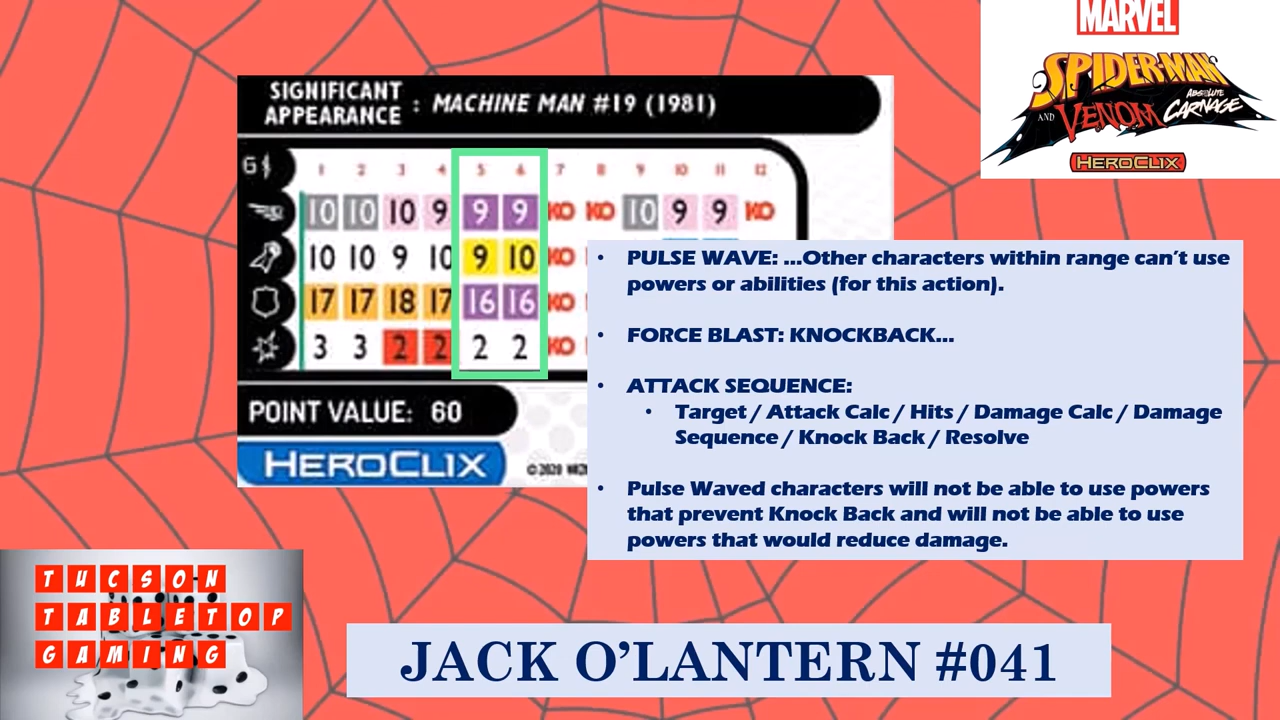 MARVEL
SPIDER-MAN
AND VENOM ABSOLUTE CARNAGE
HEROCLIX
SIGNIFICANT
APPEARANCE : MACHINE MAN #19 (1981)
6
1 2 3 4 5 6 7 8 9 10 11 12
10 10 10 9 9 9 KO KO 10 9 9 KO
10 10 9 10 9 10 KO
17 17 18 17 16 16 KO
3 3 2 2 2 2 KO
POINT VALUE: 60
HEROCLIX
©2020
• PULSE WAVE: ...Other characters within range can't use
powers or abilities (for this action).
• FORCE BLAST: KNOCKBACK...
• ATTACK SEQUENCE:
• Target / Attack Calc / Hits / Damage Calc / Damage
Sequence / Knock Back / Resolve
• Pulse Waved characters will not be able to use powers
that prevent Knock Back and will not be able to use
powers that would reduce damage.
TUCSON
TABLETOP
GAMING
JACK O'LANTERN #041